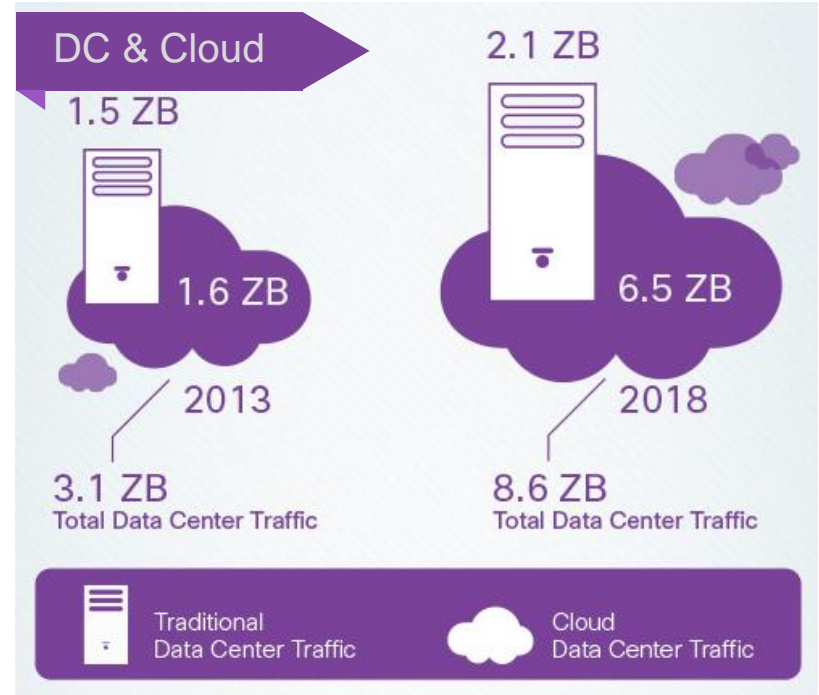 DC & Cloud
1.5 ZB
1.6 ZB
2013
3.1 ZB
Total Data Center Traffic
2.1 ZB
6.5 ZB
2018
8.6 ZB
Total Data Center Traffic
Traditional
Data Center Traffic
Cloud
Data Center Traffic